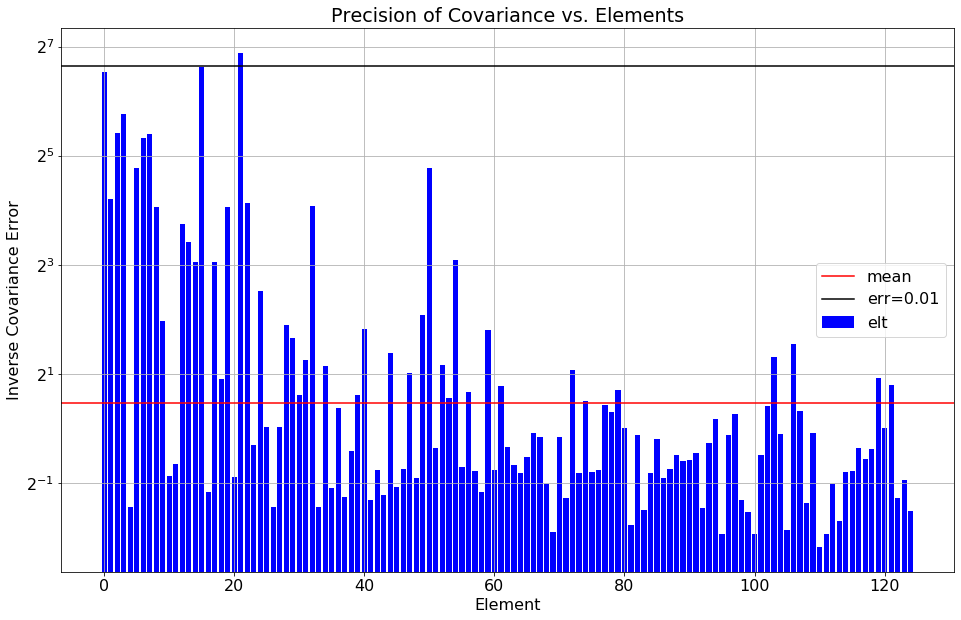 Precision of Covariance vs. Elements
Inverse Covariance Error
2^7
2^5
2^3
2^1
2^-1
mean
err=0.01
elt
0 20 40 60 80 100 120
Element